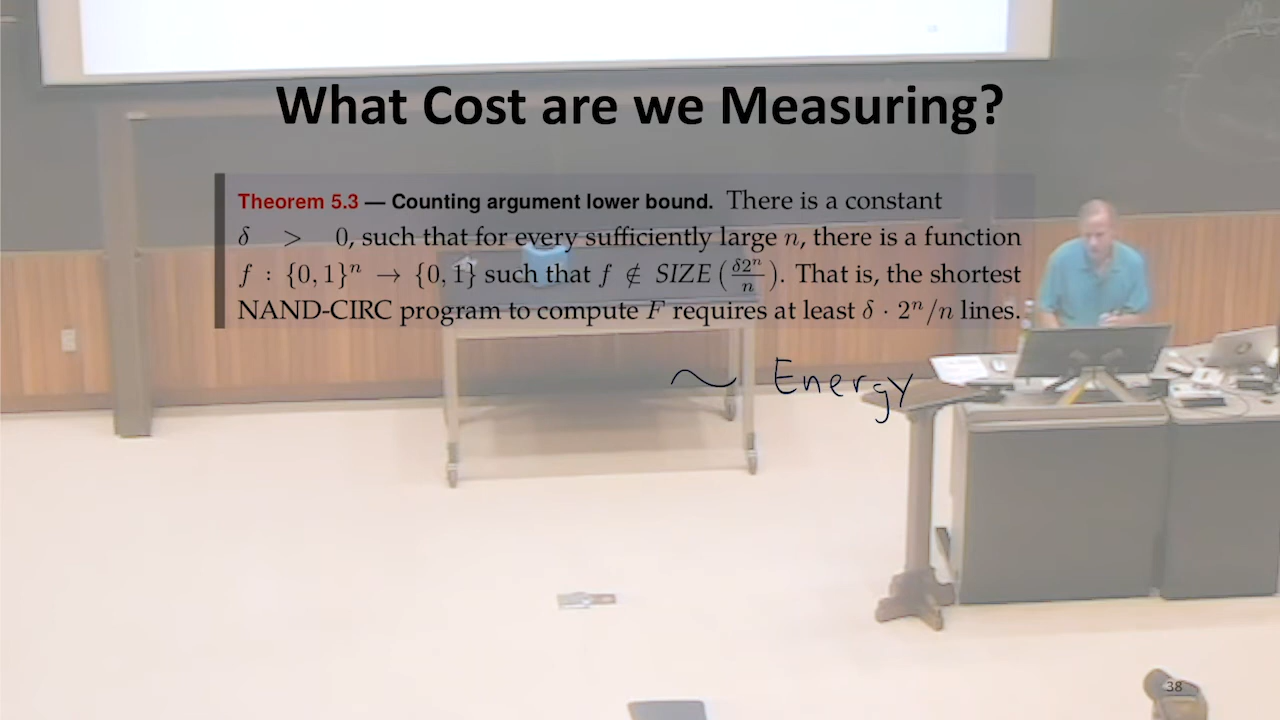 What Cost are we Measuring?
Theorem 5.3 — Counting argument lower bound. There is a constant
δ > 0, such that for every sufficiently large n, there is a function
f : {0, 1}ⁿ → {0, 1} such that f ∉ SIZE(δ2ⁿ/n). That is, the shortest
NAND-CIRC program to compute F requires at least δ · 2ⁿ/n lines.
~ Energy
38